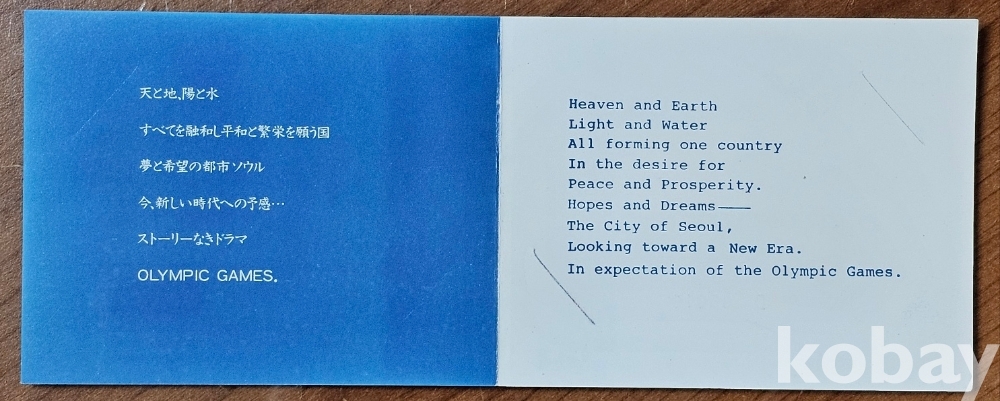 天と地、陽と水
すべてを融和し平和と繁栄を願う国
夢と希望の都市ソウル
今、新しい時代への予感…
ストーリーなきドラマ
OLYMPIC GAMES.
Heaven and Earth
Light and Water
All forming one country
In the desire for
Peace and Prosperity.
Hopes and Dreams——
The City of Seoul,
Looking toward a New Era.
In expectation of the Olympic Games.
kobay